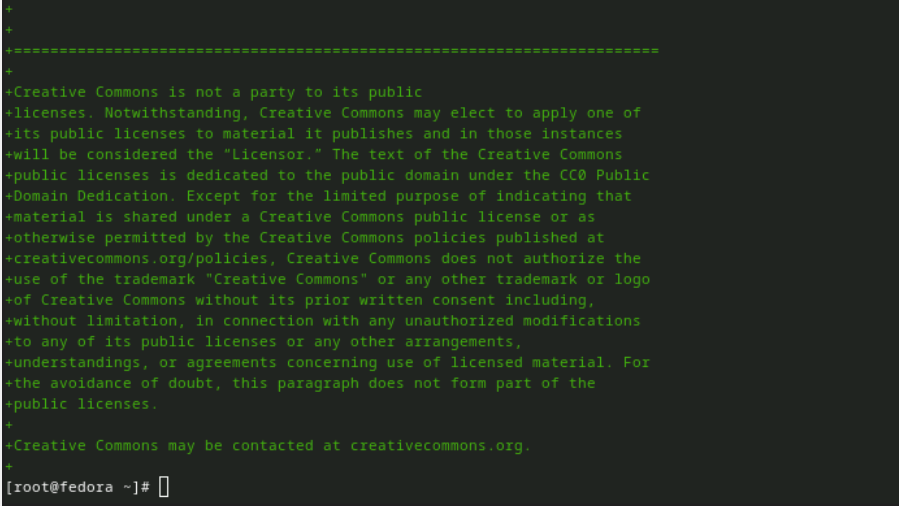 +
+
+=======================================================================
+
+Creative Commons is not a party to its public
+licenses. Notwithstanding, Creative Commons may elect to apply one of
+its public licenses to material it publishes and in those instances
+will be considered the “Licensor.” The text of the Creative Commons
+public licenses is dedicated to the public domain under the CC0 Public
+Domain Dedication. Except for the limited purpose of indicating that
+material is shared under a Creative Commons public license or as
+otherwise permitted by the Creative Commons policies published at
+creativecommons.org/policies, Creative Commons does not authorize the
+use of the trademark "Creative Commons" or any other trademark or logo
+of Creative Commons without its prior written consent including,
+without limitation, in connection with any unauthorized modifications
+to any of its public licenses or any other arrangements,
+understandings, or agreements concerning use of licensed material. For
+the avoidance of doubt, this paragraph does not form part of the
+public licenses.
+
+Creative Commons may be contacted at creativecommons.org.
+
[root@fedora ~]#